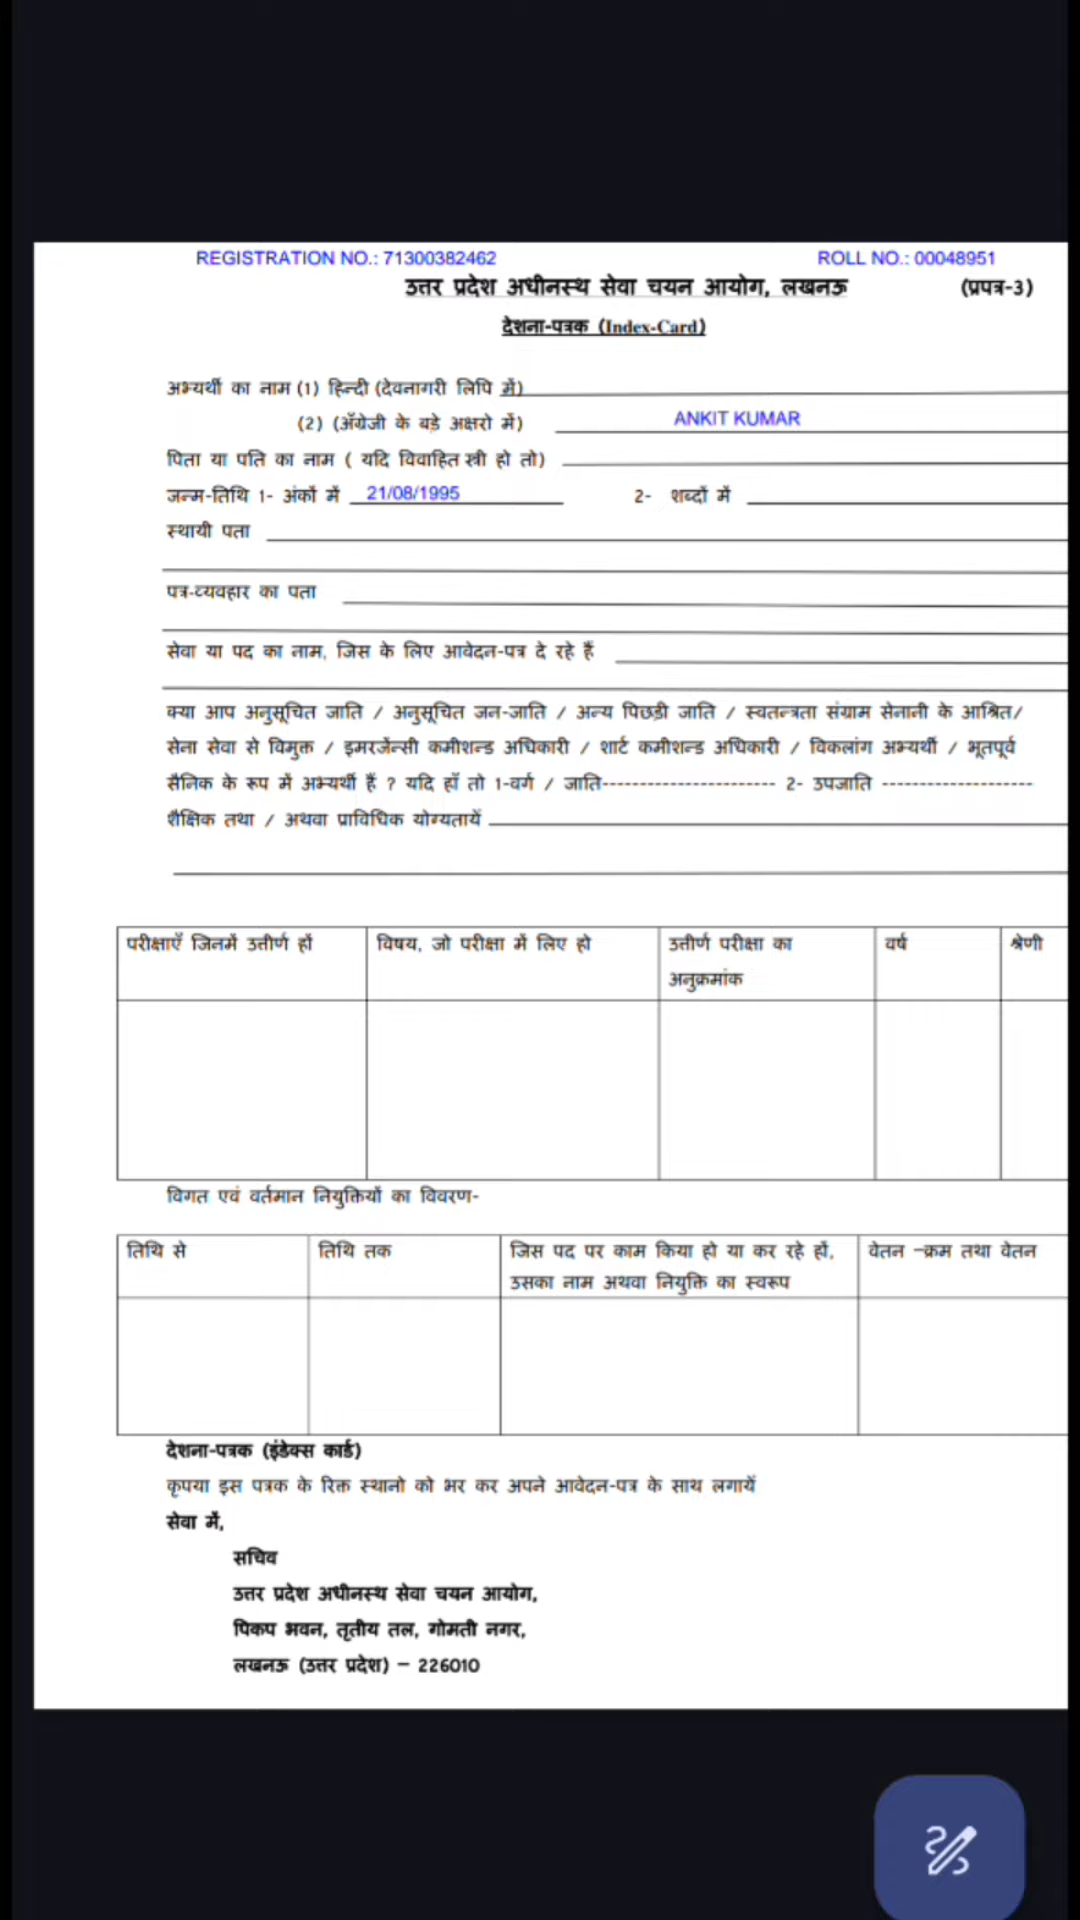 REGISTRATION NO.: 71300382462 ROLL NO.: 00048951
उत्तर प्रदेश अधीनस्थ सेवा चयन आयोग, लखनऊ (प्रपत्र-3)
देशना-पत्रक (Index-Card)
अभ्यर्थी का नाम (1) हिन्दी (देवनागरी लिपि में)
(2) (अँग्रेजी के बड़े अक्षरो में) ANKIT KUMAR
पिता या पति का नाम ( यदि विवाहित स्त्री हो तो)
जन्म-तिथि 1- अंकों में 21/08/1995 2- शब्दों में
स्थायी पता
पत्र-व्यवहार का पता
सेवा या पद का नाम, जिस के लिए आवेदन-पत्र दे रहे हैं
क्या आप अनुसूचित जाति / अनुसूचित जन-जाति / अन्य पिछड़ी जाति / स्वतन्त्रता संग्राम सेनानी के आश्रित/
सेना सेवा से विमुक्त / इमरजेंन्सी कमीशन्ड अधिकारी / शार्ट कमीशन्ड अधिकारी / विकलांग अभ्यर्थी / भूतपूर्व
सैनिक के रूप में अभ्यर्थी हैं ? यदि हाँ तो 1-वर्ग / जाति----------------------- 2- उपजाति --------------------
शैक्षिक तथा / अथवा प्राविधिक योग्यतायें
परीक्षाएँ जिनमें उत्तीर्ण हों विषय, जो परीक्षा में लिए हो उत्तीर्ण परीक्षा का वर्ष श्रेणी
अनुक्रमांक
विगत एवं वर्तमान नियुक्तियों का विवरण-
तिथि से तिथि तक जिस पद पर काम किया हो या कर रहे हों, वेतन –क्रम तथा वेतन
उसका नाम अथवा नियुक्ति का स्वरूप
देशना-पत्रक (इंडेक्स कार्ड)
कृपया इस पत्रक के रिक्त स्थानो को भर कर अपने आवेदन-पत्र के साथ लगायें
सेवा में,
सचिव
उत्तर प्रदेश अधीनस्थ सेवा चयन आयोग,
पिकप भवन, तृतीय तल, गोमती नगर,
लखनऊ (उत्तर प्रदेश) – 226010